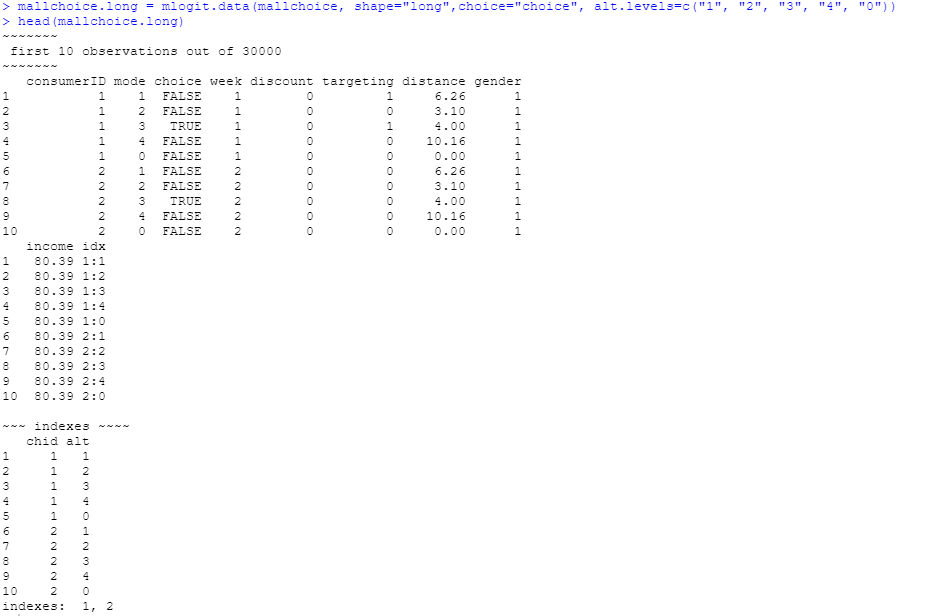 > mallchoice.long = mlogit.data(mallchoice, shape="long",choice="choice", alt.levels=c("1", "2", "3", "4", "0"))
> head(mallchoice.long)
~~~~~~~
 first 10 observations out of 30000
~~~~~~~
   consumerID mode choice week discount targeting distance gender
1           1    1  FALSE    1        0         1     6.26      1
2           1    2  FALSE    1        0         0     3.10      1
3           1    3   TRUE    1        0         1     4.00      1
4           1    4  FALSE    1        0         0    10.16      1
5           1    0  FALSE    1        0         0     0.00      1
6           2    1  FALSE    2        0         0     6.26      1
7           2    2  FALSE    2        0         0     3.10      1
8           2    3   TRUE    2        0         0     4.00      1
9           2    4  FALSE    2        0         0    10.16      1
10          2    0  FALSE    2        0         0     0.00      1
   income idx
1   80.39 1:1
2   80.39 1:2
3   80.39 1:3
4   80.39 1:4
5   80.39 1:0
6   80.39 2:1
7   80.39 2:2
8   80.39 2:3
9   80.39 2:4
10  80.39 2:0
~~~ indexes ~~~~
   chid alt
1     1   1
2     1   2
3     1   3
4     1   4
5     1   0
6     2   1
7     2   2
8     2   3
9     2   4
10    2   0
indexes:  1, 2